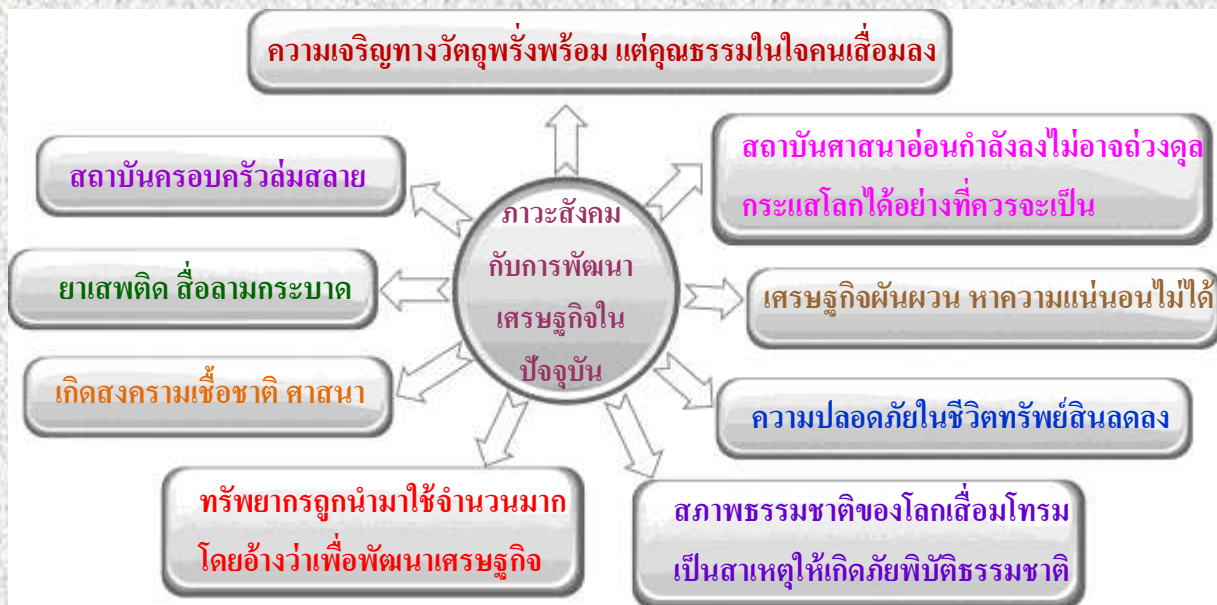 ความเจริญทางวัตถุพรั่งพร้อม แต่คุณธรรมในใจคนเสื่อมลง
สถาบันครอบครัวล่มสลาย
สถาบันศาสนาอ่อนกำลังลงไม่อาจถ่วงดุล
กระแสโลกได้อย่างที่ควรจะเป็น
ภาวะสังคม
กับการพัฒนา
เศรษฐกิจใน
ปัจจุบัน
ยาเสพติด สื่อลามกระบาด
เศรษฐกิจผันผวน หาความแน่นอนไม่ได้
เกิดสงครามเชื้อชาติ ศาสนา
ความปลอดภัยในชีวิตทรัพย์สินลดลง
ทรัพยากรถูกนำมาใช้จำนวนมาก
โดยอ้างว่าเพื่อพัฒนาเศรษฐกิจ
สภาพธรรมชาติของโลกเสื่อมโทรม
เป็นสาเหตุให้เกิดภัยพิบัติธรรมชาติ